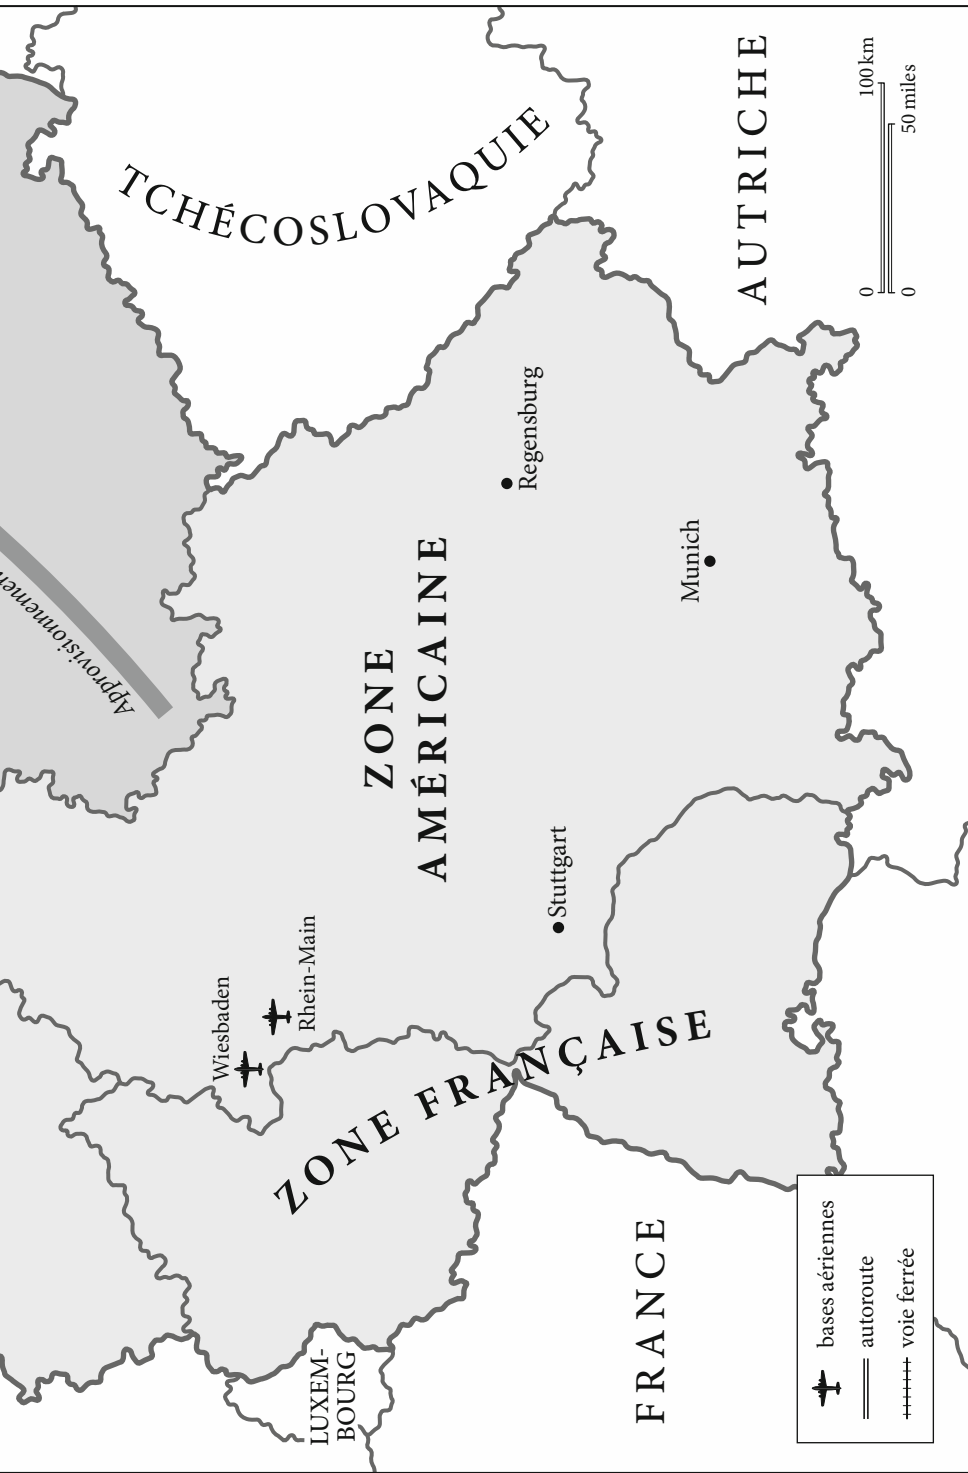 Approvisionnemen
TCHÉCOSLOVAQUIE
Wiesbaden
Rhein-Main
ZONE
AMÉRICAINE
Regensburg
LUXEM-
BOURG
ZONE FRANÇAISE
Stuttgart
Munich
FRANCE
AUTRICHE
bases aériennes
autoroute
voie ferrée
0
100 km
0
50 miles